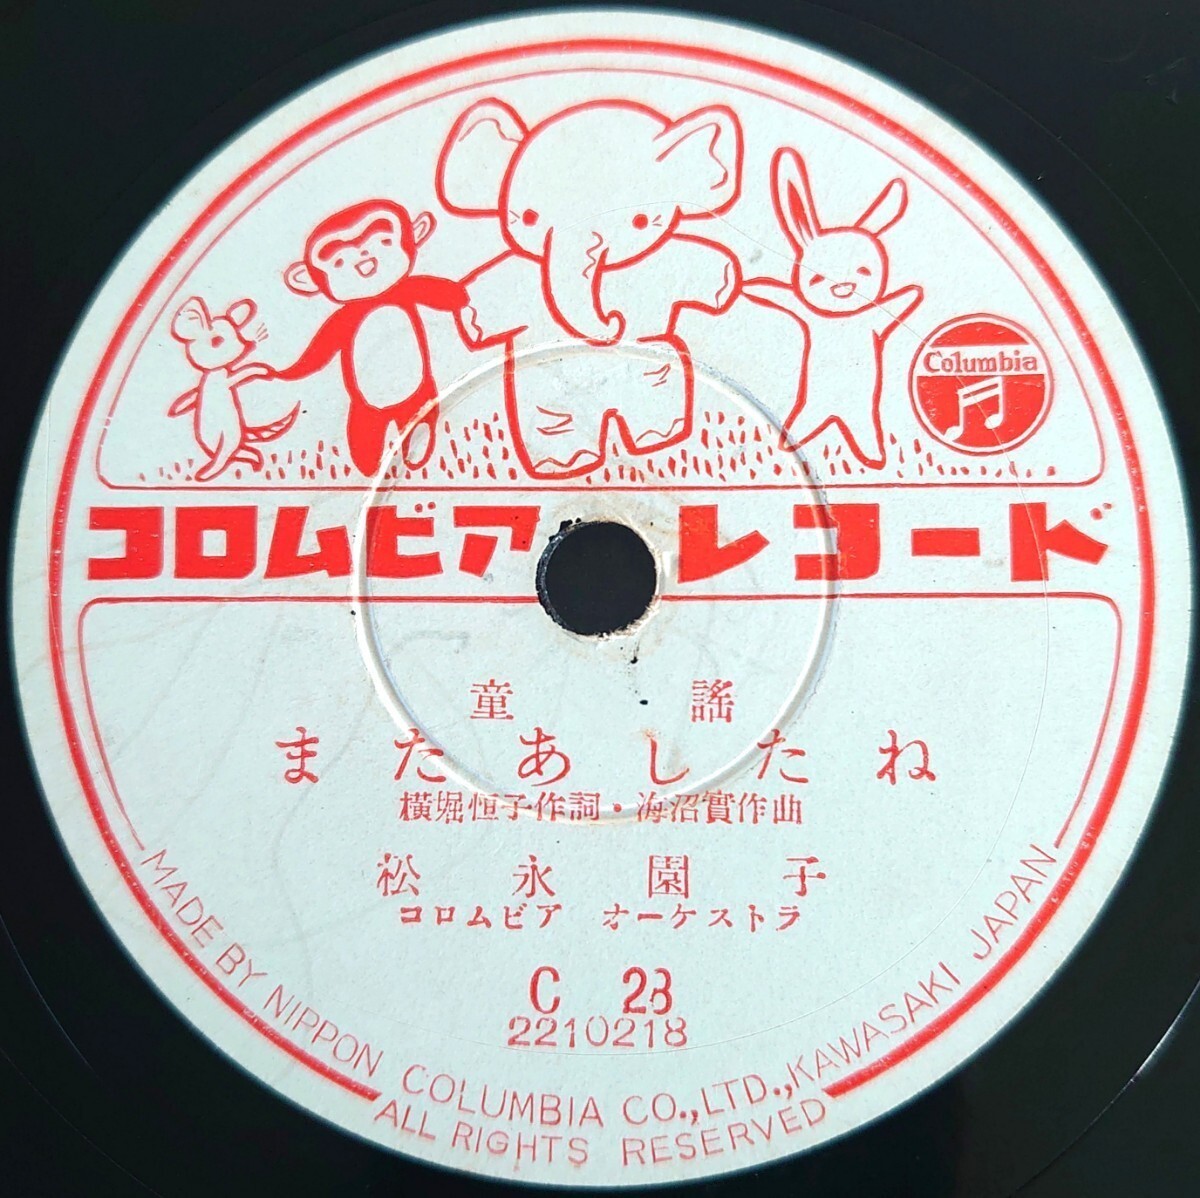 Columbia
コロムビア レコード
童謠
またあしたね
横堀恒子作詞・海沼實作曲
松永園子
コロムビア オーケストラ
C 28
2210218
MADE BY NIPPON COLUMBIA CO.,LTD.,KAWASAKI JAPAN
ALL RIGHTS RESERVED